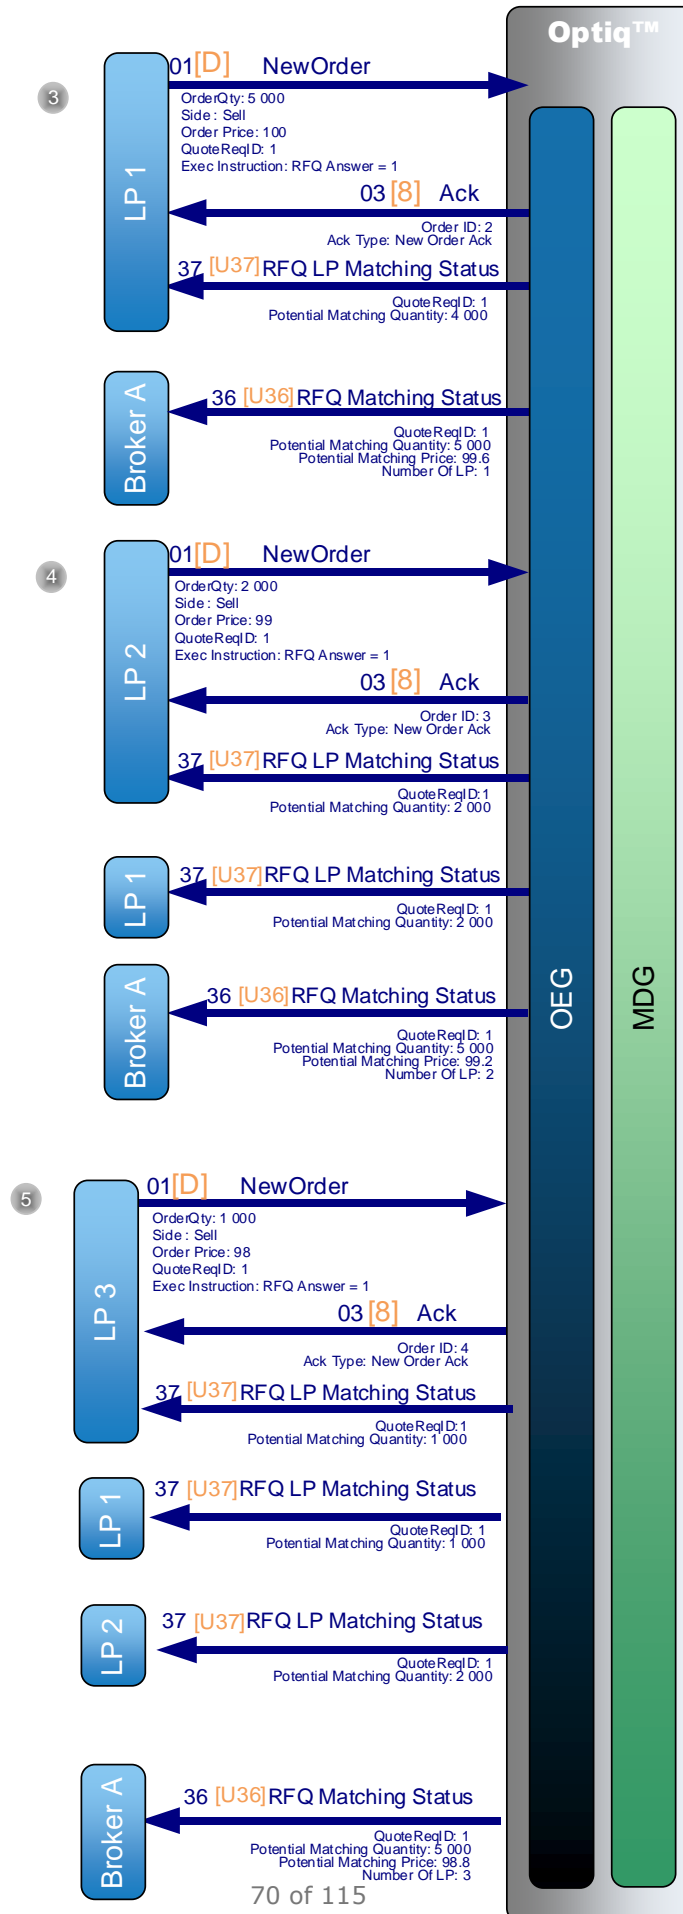 Optiq™
3
LP 1
01[D] NewOrder
OrderQty: 5 000
Side : Sell
Order Price: 100
QuoteReqID: 1
Exec Instruction: RFQ Answer = 1
03 [8] Ack
Order ID: 2
Ack Type: New Order Ack
37 [U37] RFQ LP Matching Status
QuoteReqID: 1
Potential Matching Quantity: 4 000
Broker A
36 [U36] RFQ Matching Status
QuoteReqID: 1
Potential Matching Quantity: 5 000
Potential Matching Price: 99.6
Number Of LP: 1
4
LP 2
01[D] NewOrder
OrderQty: 2 000
Side : Sell
Order Price: 99
QuoteReqID: 1
Exec Instruction: RFQ Answer = 1
03 [8] Ack
Order ID: 3
Ack Type: New Order Ack
37 [U37] RFQ LP Matching Status
QuoteReqID:1
Potential Matching Quantity: 2 000
LP 1
37 [U37] RFQ LP Matching Status
QuoteReqID: 1
Potential Matching Quantity: 2 000
Broker A
36 [U36] RFQ Matching Status
QuoteReqID: 1
Potential Matching Quantity: 5 000
Potential Matching Price: 99.2
Number Of LP: 2
OEG
MDG
5
LP 3
01[D] NewOrder
OrderQty: 1 000
Side : Sell
Order Price: 98
QuoteReqID: 1
Exec Instruction: RFQ Answer = 1
03 [8] Ack
Order ID: 4
Ack Type: New Order Ack
37 [U37] RFQ LP Matching Status
QuoteReqID:1
Potential Matching Quantity: 1 000
LP 1
37 [U37] RFQ LP Matching Status
QuoteReqID: 1
Potential Matching Quantity: 1 000
LP 2
37 [U37] RFQ LP Matching Status
QuoteReqID: 1
Potential Matching Quantity: 2 000
Broker A
36 [U36] RFQ Matching Status
QuoteReqID: 1
Potential Matching Quantity: 5 000
Potential Matching Price: 98.8
Number Of LP: 3
70 of 115